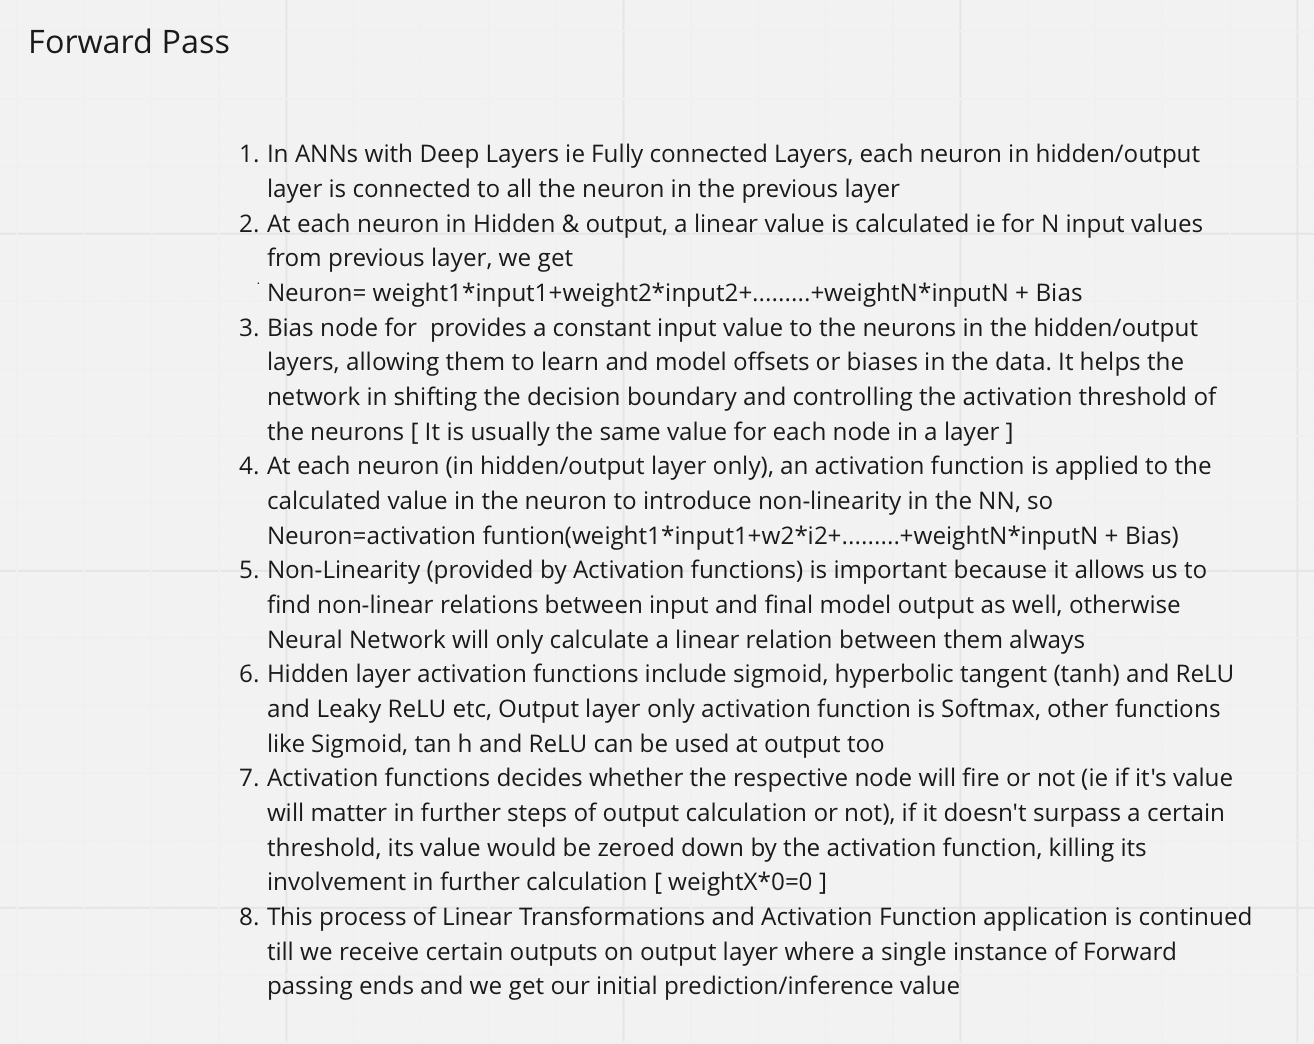 Forward Pass
1. In ANNs with Deep Layers ie Fully connected Layers, each neuron in hidden/output
layer is connected to all the neuron in the previous layer
2. At each neuron in Hidden & output, a linear value is calculated ie for N input values
from previous layer, we get
Neuron= weight1*input1+weight2*input2+.........+weightN*inputN + Bias
3. Bias node for  provides a constant input value to the neurons in the hidden/output
layers, allowing them to learn and model offsets or biases in the data. It helps the
network in shifting the decision boundary and controlling the activation threshold of
the neurons [ It is usually the same value for each node in a layer ]
4. At each neuron (in hidden/output layer only), an activation function is applied to the
calculated value in the neuron to introduce non-linearity in the NN, so
Neuron=activation funtion(weight1*input1+w2*i2+.........+weightN*inputN + Bias)
5. Non-Linearity (provided by Activation functions) is important because it allows us to
find non-linear relations between input and final model output as well, otherwise
Neural Network will only calculate a linear relation between them always
6. Hidden layer activation functions include sigmoid, hyperbolic tangent (tanh) and ReLU
and Leaky ReLU etc, Output layer only activation function is Softmax, other functions
like Sigmoid, tan h and ReLU can be used at output too
7. Activation functions decides whether the respective node will fire or not (ie if it's value
will matter in further steps of output calculation or not), if it doesn't surpass a certain
threshold, its value would be zeroed down by the activation function, killing its
involvement in further calculation [ weightX*0=0 ]
8. This process of Linear Transformations and Activation Function application is continued
till we receive certain outputs on output layer where a single instance of Forward
passing ends and we get our initial prediction/inference value